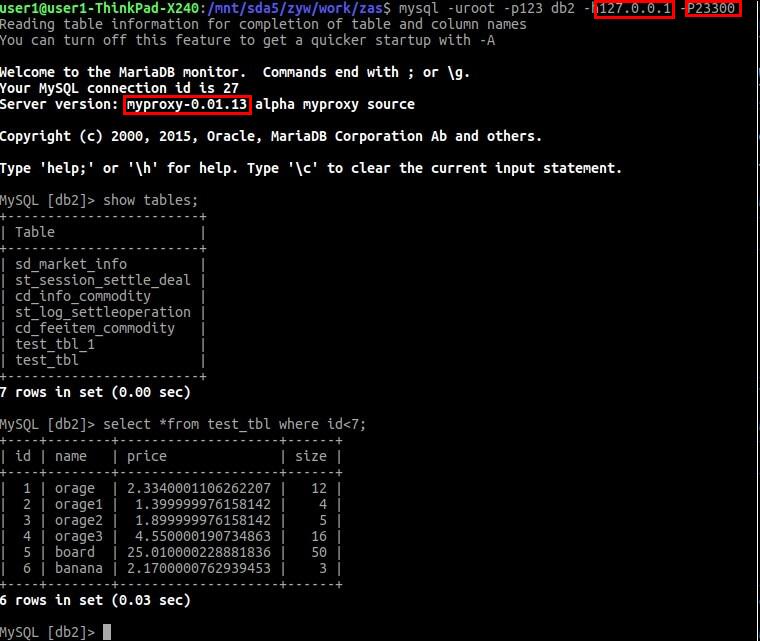 user1@user1-ThinkPad-X240:/mnt/sda5/zyw/work/zas$ mysql -uroot -p123 db2 -h127.0.0.1 -P23300
Reading table information for completion of table and column names
You can turn off this feature to get a quicker startup with -A
Welcome to the MariaDB monitor.  Commands end with ; or \g.
Your MySQL connection id is 27
Server version: myproxy-0.01.13 alpha myproxy source
Copyright (c) 2000, 2015, Oracle, MariaDB Corporation Ab and others.
Type 'help;' or '\h' for help. Type '\c' to clear the current input statement.
MySQL [db2]> show tables;
+------------------------+
| Table                  |
+------------------------+
| sd_market_info         |
| st_session_settle_deal |
| cd_info_commodity      |
| st_log_settleoperation |
| cd_feeitem_commodity   |
| test_tbl_1             |
| test_tbl               |
+------------------------+
7 rows in set (0.00 sec)
MySQL [db2]> select *from test_tbl where id<7;
+----+--------+--------------------+------+
| id | name   | price              | size |
+----+--------+--------------------+------+
|  1 | orage  | 2.3340001106262207 |   12 |
|  2 | orage1 |  1.399999976158142 |    4 |
|  3 | orage2 |  1.899999976158142 |    5 |
|  4 | orage3 |  4.550000190734863 |   16 |
|  5 | board  | 25.010000228881836 |   50 |
|  6 | banana | 2.1700000762939453 |    3 |
+----+--------+--------------------+------+
6 rows in set (0.03 sec)
MySQL [db2]>